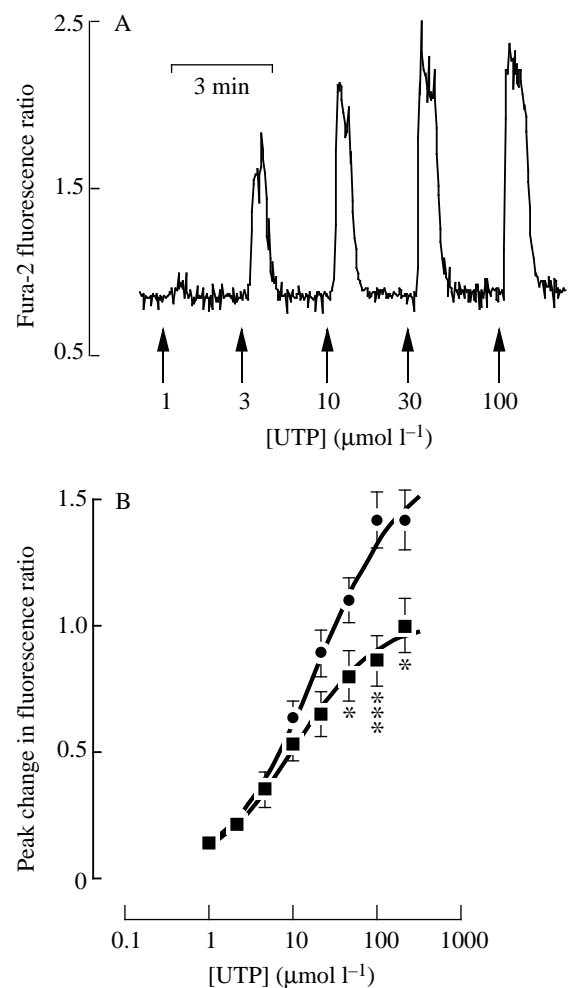 A
2.5
3 min
1.5
0.5
Fura-2 fluorescence ratio
1 3 10 30 100
[UTP] (μmol l⁻¹)
B
1.5
1.0
0.5
0
Peak change in fluorescence ratio
* *** *
0.1 1 10 100 1000
[UTP] (μmol l⁻¹)